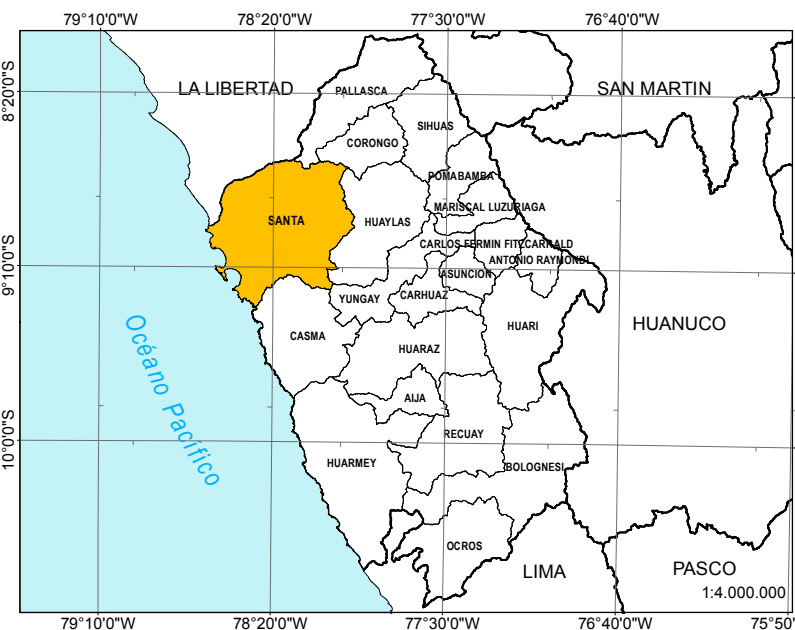 79°10'0"W
78°20'0"W
77°30'0"W
76°40'0"W
8°20'0"S
LA LIBERTAD
SAN MARTIN
PALLASCA
SIHUAS
CORONGO
POMABAMBA
MARISCAL LUZURIAGA
SANTA
HUAYLAS
CARLOS FERMIN FITZCARRALD
ANTONIO RAYMONDI
9°10'0"S
ASUNCION
YUNGAY
CARHUAZ
HUARI
HUANUCO
CASMA
HUARAZ
Océano Pacífico
AIJA
10°0'0"S
RECUAY
HUARMEY
BOLOGNESI
OCROS
LIMA
PASCO
1:4.000.000
79°10'0"W
78°20'0"W
77°30'0"W
76°40'0"W
75°50'0"W